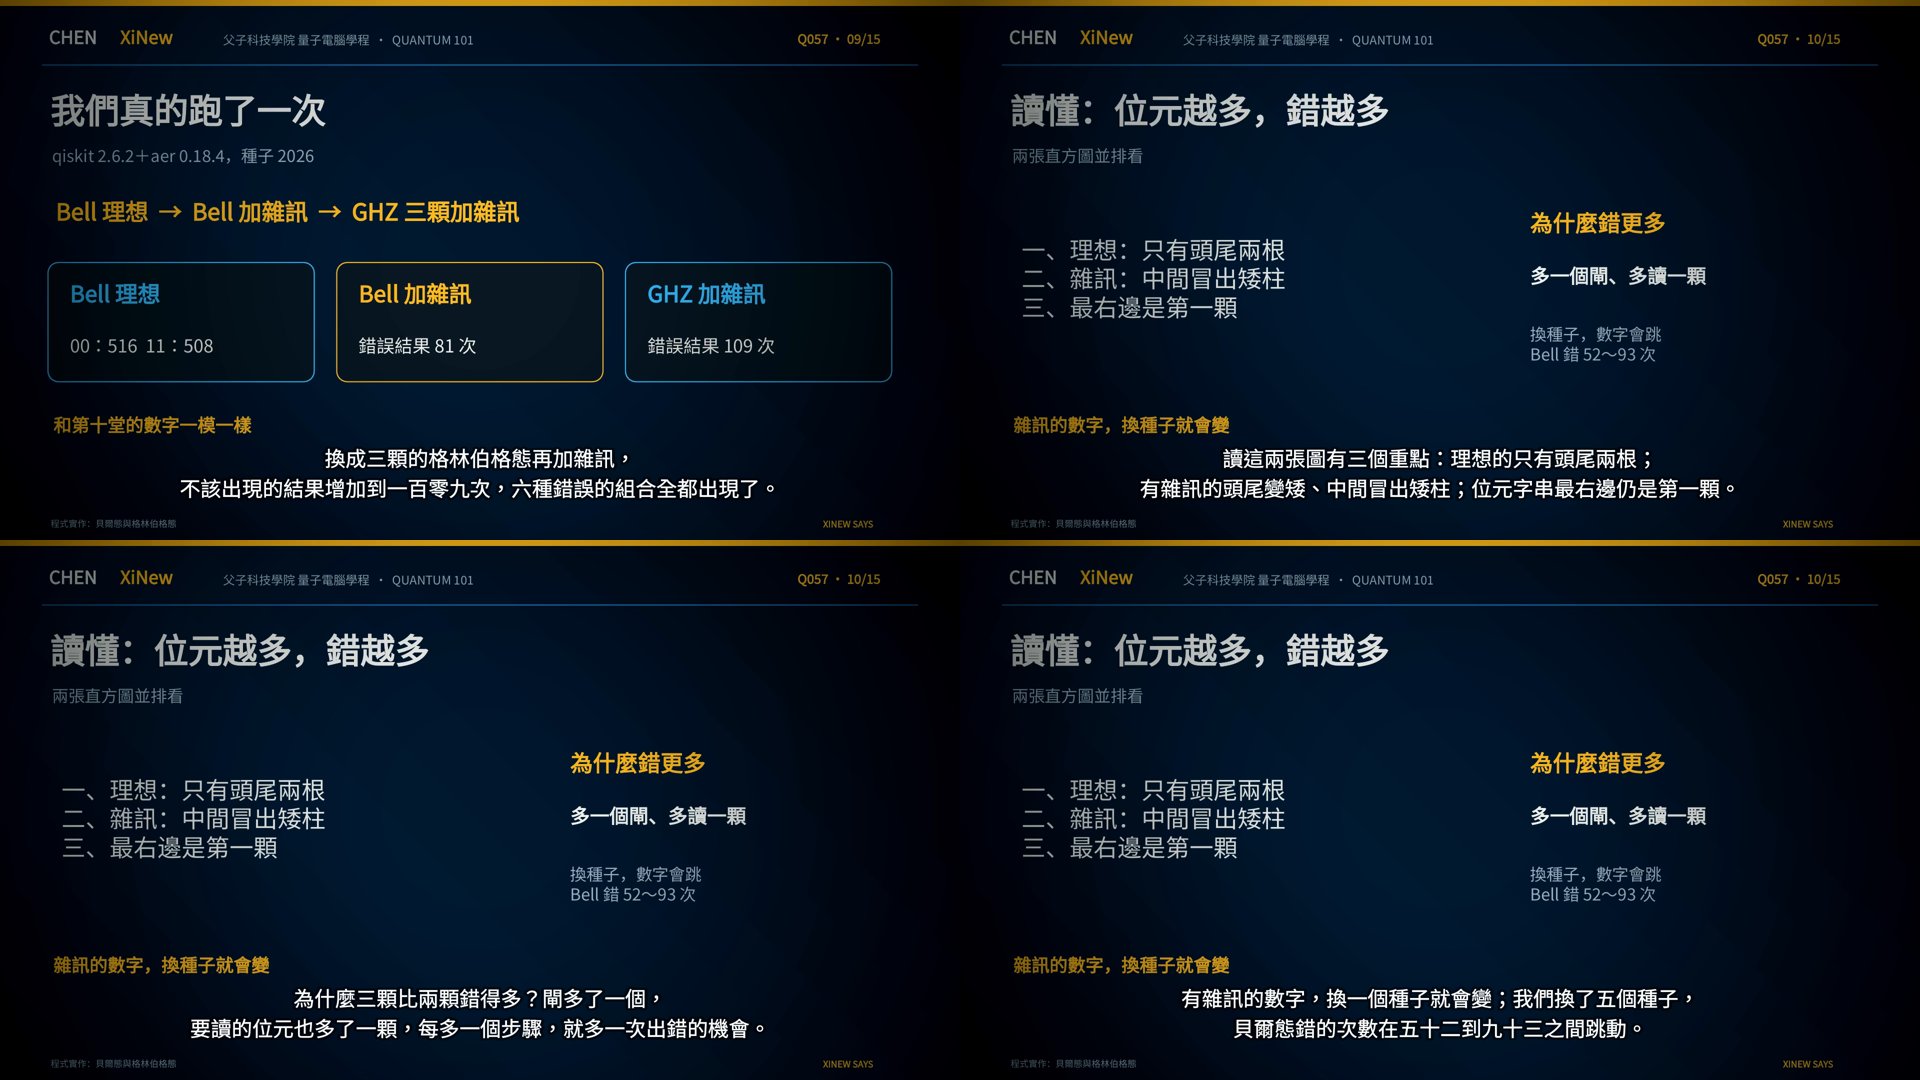 CHEN XiNew 父子科技學院 量子電腦學程 · QUANTUM 101 Q057 · 09/15
我們真的跑了一次
qiskit 2.6.2＋aer 0.18.4，種子 2026
Bell 理想 → Bell 加雜訊 → GHZ 三顆加雜訊
Bell 理想
00：516 11：508
Bell 加雜訊
錯誤結果 81 次
GHZ 加雜訊
錯誤結果 109 次
和第十堂的數字一模一樣
換成三顆的格林伯格態再加雜訊，
不該出現的結果增加到一百零九次，六種錯誤的組合全都出現了。
程式實作：貝爾態與格林伯格態 XINEW SAYS
CHEN XiNew 父子科技學院 量子電腦學程 · QUANTUM 101 Q057 · 10/15
讀懂：位元越多，錯越多
兩張直方圖並排看
一、理想：只有頭尾兩根
二、雜訊：中間冒出矮柱
三、最右邊是第一顆
為什麼錯更多
多一個閘、多讀一顆
換種子，數字會跳
Bell 錯 52～93 次
雜訊的數字，換種子就會變
讀這兩張圖有三個重點：理想的只有頭尾兩根；
有雜訊的頭尾變矮、中間冒出矮柱；位元字串最右邊仍是第一顆。
程式實作：貝爾態與格林伯格態 XINEW SAYS
CHEN XiNew 父子科技學院 量子電腦學程 · QUANTUM 101 Q057 · 10/15
讀懂：位元越多，錯越多
兩張直方圖並排看
一、理想：只有頭尾兩根
二、雜訊：中間冒出矮柱
三、最右邊是第一顆
為什麼錯更多
多一個閘、多讀一顆
換種子，數字會跳
Bell 錯 52～93 次
雜訊的數字，換種子就會變
為什麼三顆比兩顆錯得多？閘多了一個，
要讀的位元也多了一顆，每多一個步驟，就多一次出錯的機會。
程式實作：貝爾態與格林伯格態 XINEW SAYS
CHEN XiNew 父子科技學院 量子電腦學程 · QUANTUM 101 Q057 · 10/15
讀懂：位元越多，錯越多
兩張直方圖並排看
一、理想：只有頭尾兩根
二、雜訊：中間冒出矮柱
三、最右邊是第一顆
為什麼錯更多
多一個閘、多讀一顆
換種子，數字會跳
Bell 錯 52～93 次
雜訊的數字，換種子就會變
有雜訊的數字，換一個種子就會變；我們換了五個種子，
貝爾態錯的次數在五十二到九十三之間跳動。
程式實作：貝爾態與格林伯格態 XINEW SAYS